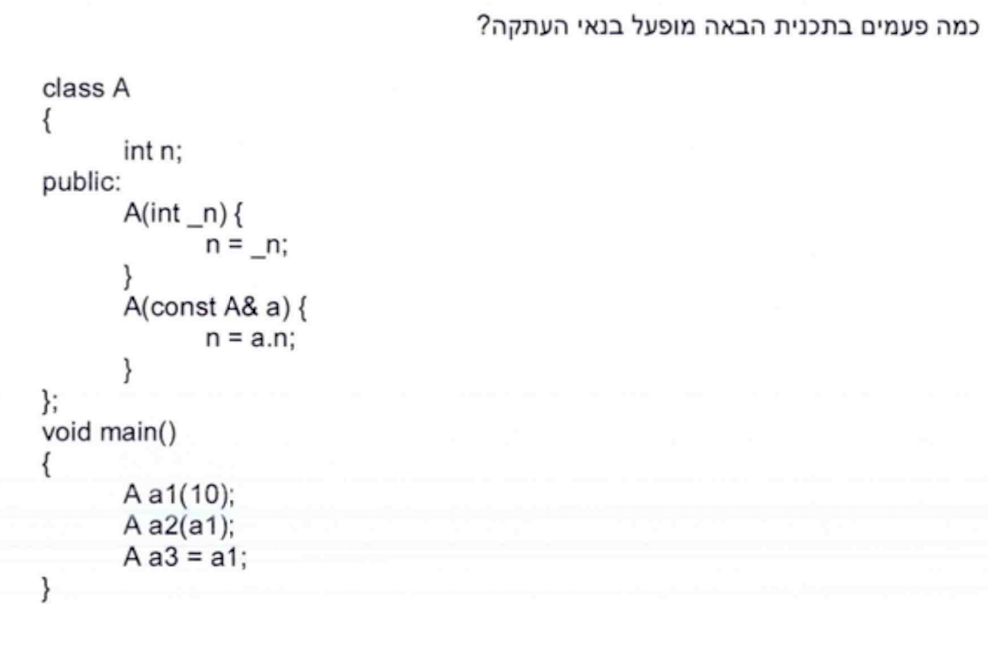 כמה פעמים בתכנית הבאה מופעל בנאי העתקה?
class A
{
int n;
public:
A(int _n) {
n = _n;
}
A(const A& a) {
n = a.n;
}
};
void main()
{
A a1(10);
A a2(a1);
A a3 = a1;
}